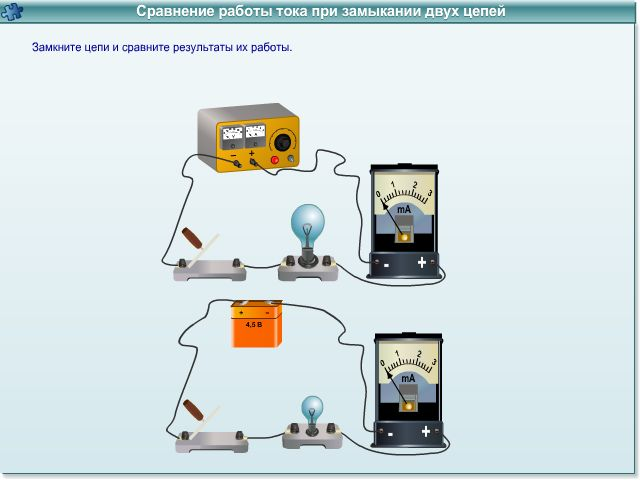 Сравнение работы тока при замыкании двух цепей
Замкните цепи и сравните результаты их работы.
– +
0 1 2 3
mA
- +
+ –
4,5 В
0 1 2 3
mA
- +